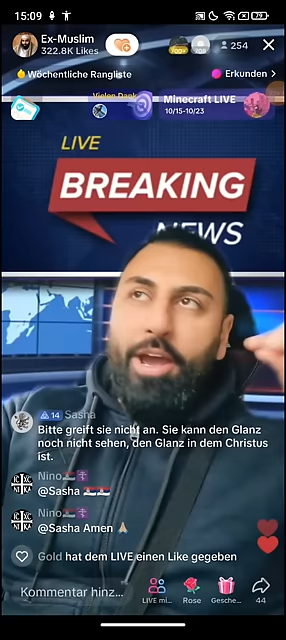 15:09
79
Ex-Muslim
322.8K Likes
254
Wöchentliche Rangliste
Erkunden >
Vielen Dank
Minecraft LIVE
10/15-10/23
LIVE
BREAKING
NEWS
14 Sasha
Bitte greift sie nicht an. Sie kann den Glanz
noch nicht sehen, den Glanz in dem Christus
ist.
Nino
@Sasha
Nino
@Sasha Amen
Gold hat dem LIVE einen Like gegeben
Kommentar hinz...
LIVE mi...
Rose
Gesche...
44